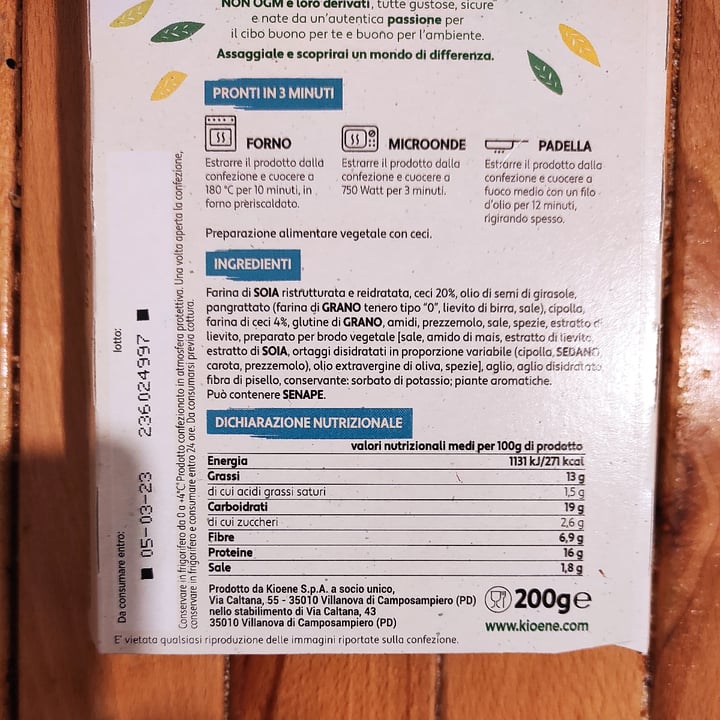 NON OGM e loro derivati, tutte gustose, sicure
e nate da un'autentica passione per
il cibo buono per te e buono per l'ambiente.
Assaggiale e scoprirai un mondo di differenza.
PRONTI IN 3 MINUTI
FORNO
Estrarre il prodotto dalla
confezione e cuocere a
180 °C per 10 minuti, in
forno preriscaldato.
MICROONDE
Estrarre il prodotto dalla
confezione e cuocere a
750 Watt per 3 minuti.
PADELLA
Estrarre il prodotto dalla
confezione e cuocere a
fuoco medio con un filo
d'olio per 12 minuti,
rigirando spesso.
Preparazione alimentare vegetale con ceci.
INGREDIENTI
Farina di SOIA ristrutturata e reidratata, ceci 20%, olio di semi di girasole,
pangrattato (farina di GRANO tenero tipo "0", lievito di birra, sale), cipolla,
farina di ceci 4%, glutine di GRANO, amidi, prezzemolo, sale, spezie, estratto di
lievito, preparato per brodo vegetale [sale, amido di mais, estratto di lievito,
estratto di SOIA, ortaggi disidratati in proporzione variabile (cipolla, SEDANO,
carota, prezzemolo), olio extravergine di oliva, spezie], aglio, aglio disidratato,
fibra di pisello, conservante: sorbato di potassio; piante aromatiche.
Può contenere SENAPE.
DICHIARAZIONE NUTRIZIONALE
valori nutrizionali medi per 100g di prodotto
Energia 1131 kJ/271 kcal
Grassi 13 g
di cui acidi grassi saturi 1,5 g
Carboidrati 19 g
di cui zuccheri 2,6 g
Fibre 6,9 g
Proteine 16 g
Sale 1,8 g
Prodotto da Kioene S.p.A. a socio unico,
Via Caltana, 55 - 35010 Villanova di Camposampiero (PD)
nello stabilimento di Via Caltana, 43
35010 Villanova di Camposampiero (PD)
200g e
www.kioene.com
E' vietata qualsiasi riproduzione delle immagini riportate sulla confezione.
Da consumare entro: lotto:
05-03-23 236024997
Conservare in frigorifero da 0 a +4°C. Prodotto confezionato in atmosfera protettiva. Una volta aperta la confezione,
conservare in frigorifero e consumare entro 24 ore. Da consumarsi previa cottura.